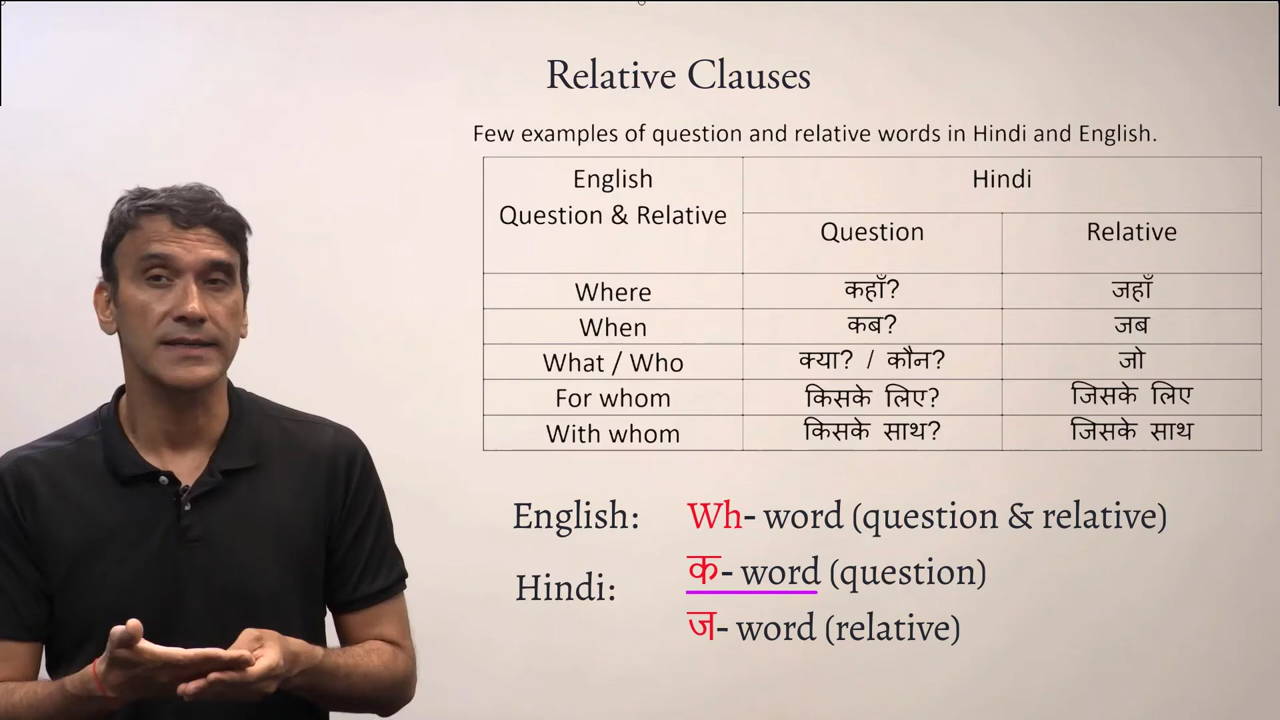 Relative Clauses
Few examples of question and relative words in Hindi and English.
English
Question & Relative
Hindi
Question
Relative
Where कहाँ? जहाँ
When कब? जब
What / Who क्या? / कौन? जो
For whom किसके लिए? जिसके लिए
With whom किसके साथ? जिसके साथ
English: Wh- word (question & relative)
Hindi: क- word (question)
ज- word (relative)